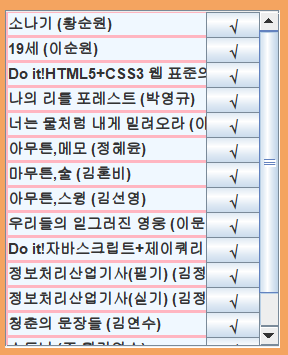 소나기 (황순원) √
19세 (이순원) √
Do it!HTML5+CSS3 웹 표준의 √
나의 리틀 포레스트 (박영규) √
너는 물처럼 내게 밀려오라 (이 √
아무튼,메모 (정혜윤) √
마무튼,술 (김혼비) √
아무튼,스윙 (김선영) √
우리들의 일그러진 영웅 (이문 √
Do it!자바스크립트+제이쿼리 √
정보처리산업기사(필기) (김정 √
정보처리산업기사(실기) (김정 √
청춘의 문장들 (김연수) √
√